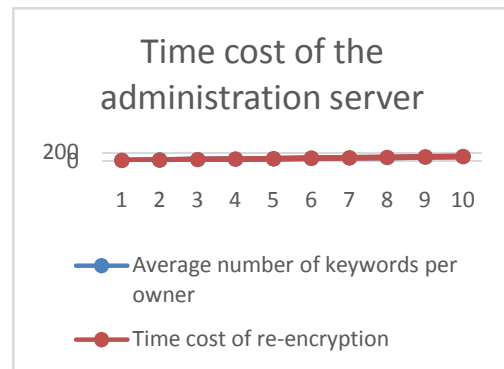 Time cost of the
administration server
200
0
1 2 3 4 5 6 7 8 9 10
Average number of keywords per
owner
Time cost of re-encryption